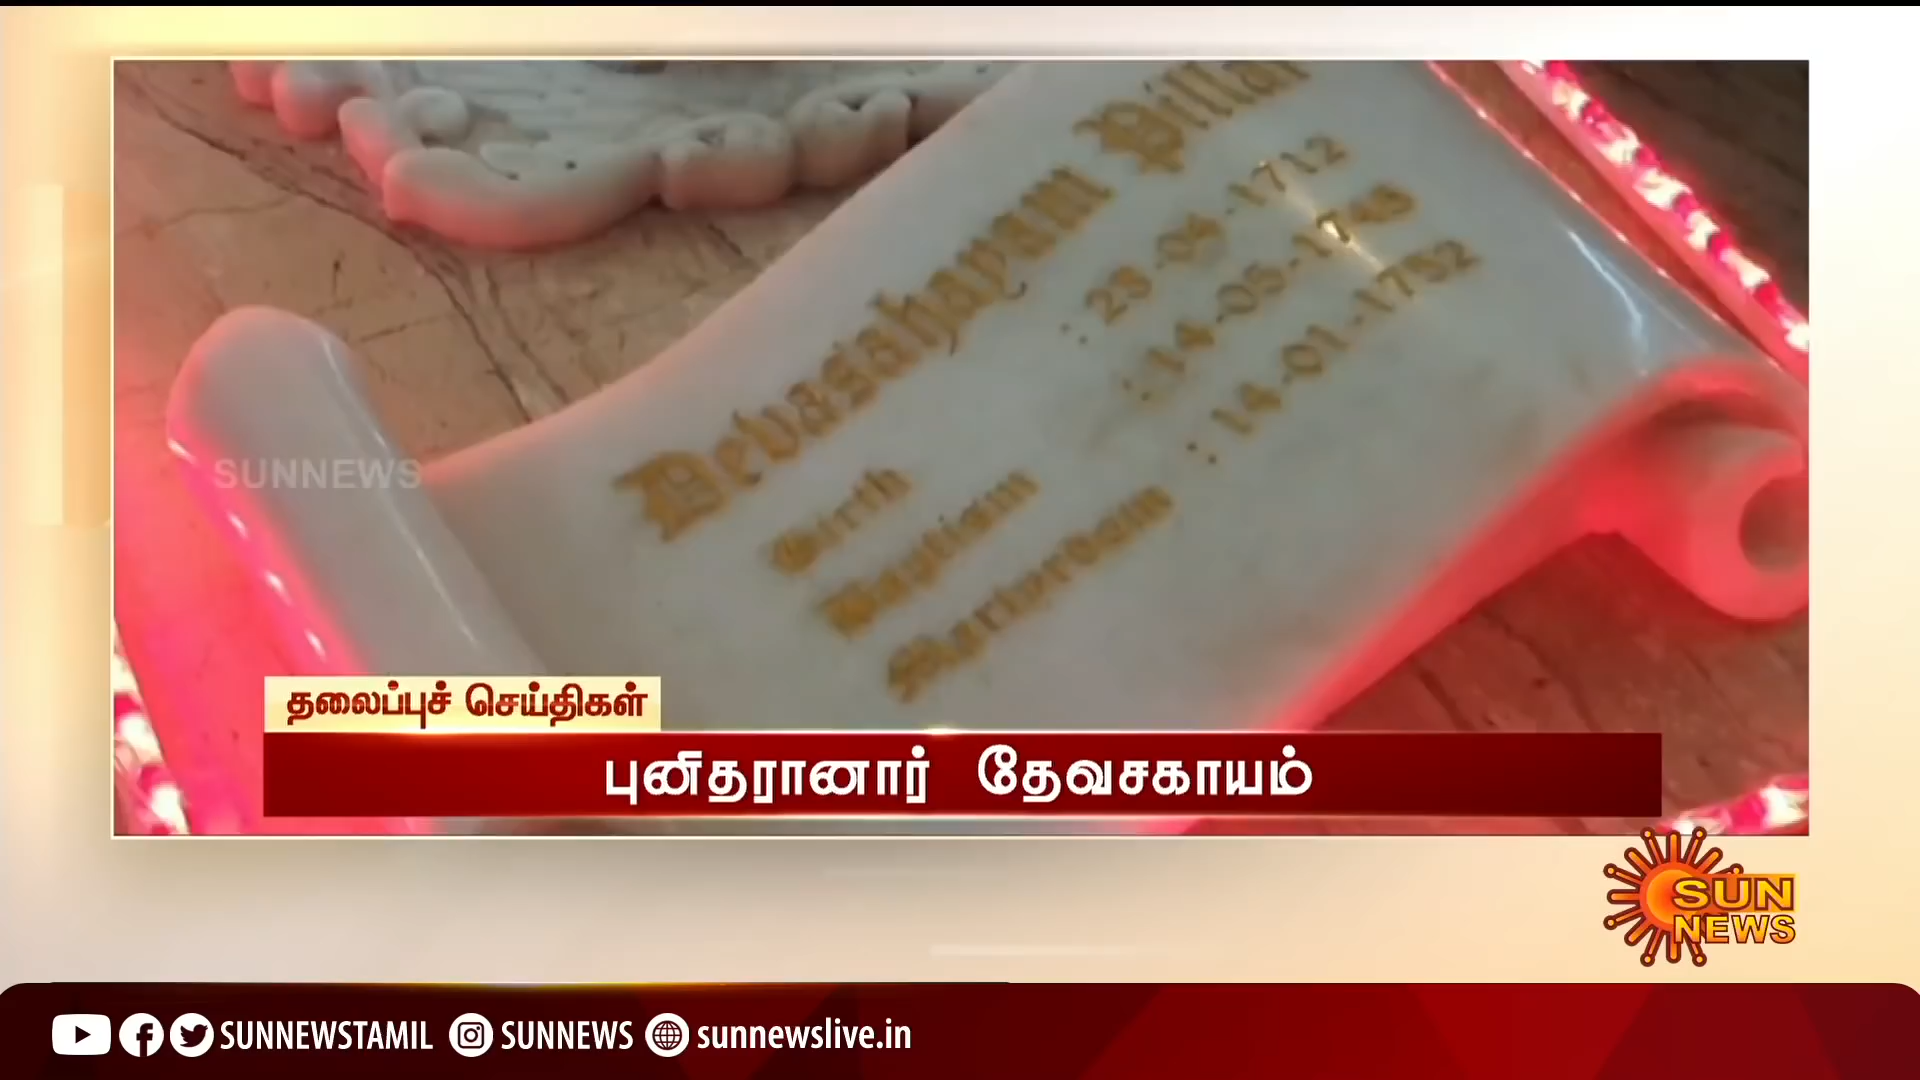 Devasahayam Pillai
Birth : 23-04-1712
Baptism : 14-05-1745
Martyrdom : 14-01-1752
SUNNEWS
தலைப்புச் செய்திகள்
புனிதரானார் தேவசகாயம்
SUN
NEWS
SUNNEWSTAMIL SUNNEWS sunnewslive.in